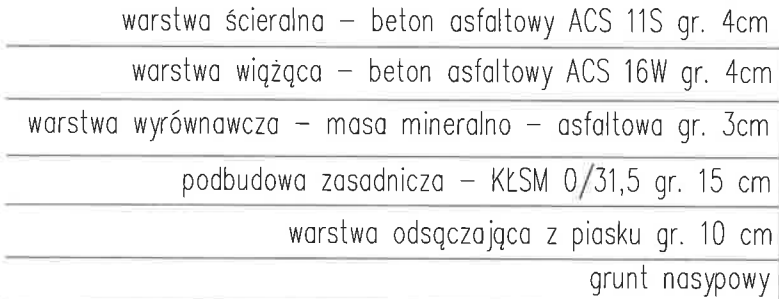 warstwa ścieralna – beton asfaltowy ACS 11S gr. 4cm
warstwa wiążąca – beton asfaltowy ACS 16W gr. 4cm
warstwa wyrównawcza – masa mineralno – asfaltowa gr. 3cm
podbudowa zasadnicza – KŁSM 0/31,5 gr. 15 cm
warstwa odsączająca z piasku gr. 10 cm
grunt nasypowy